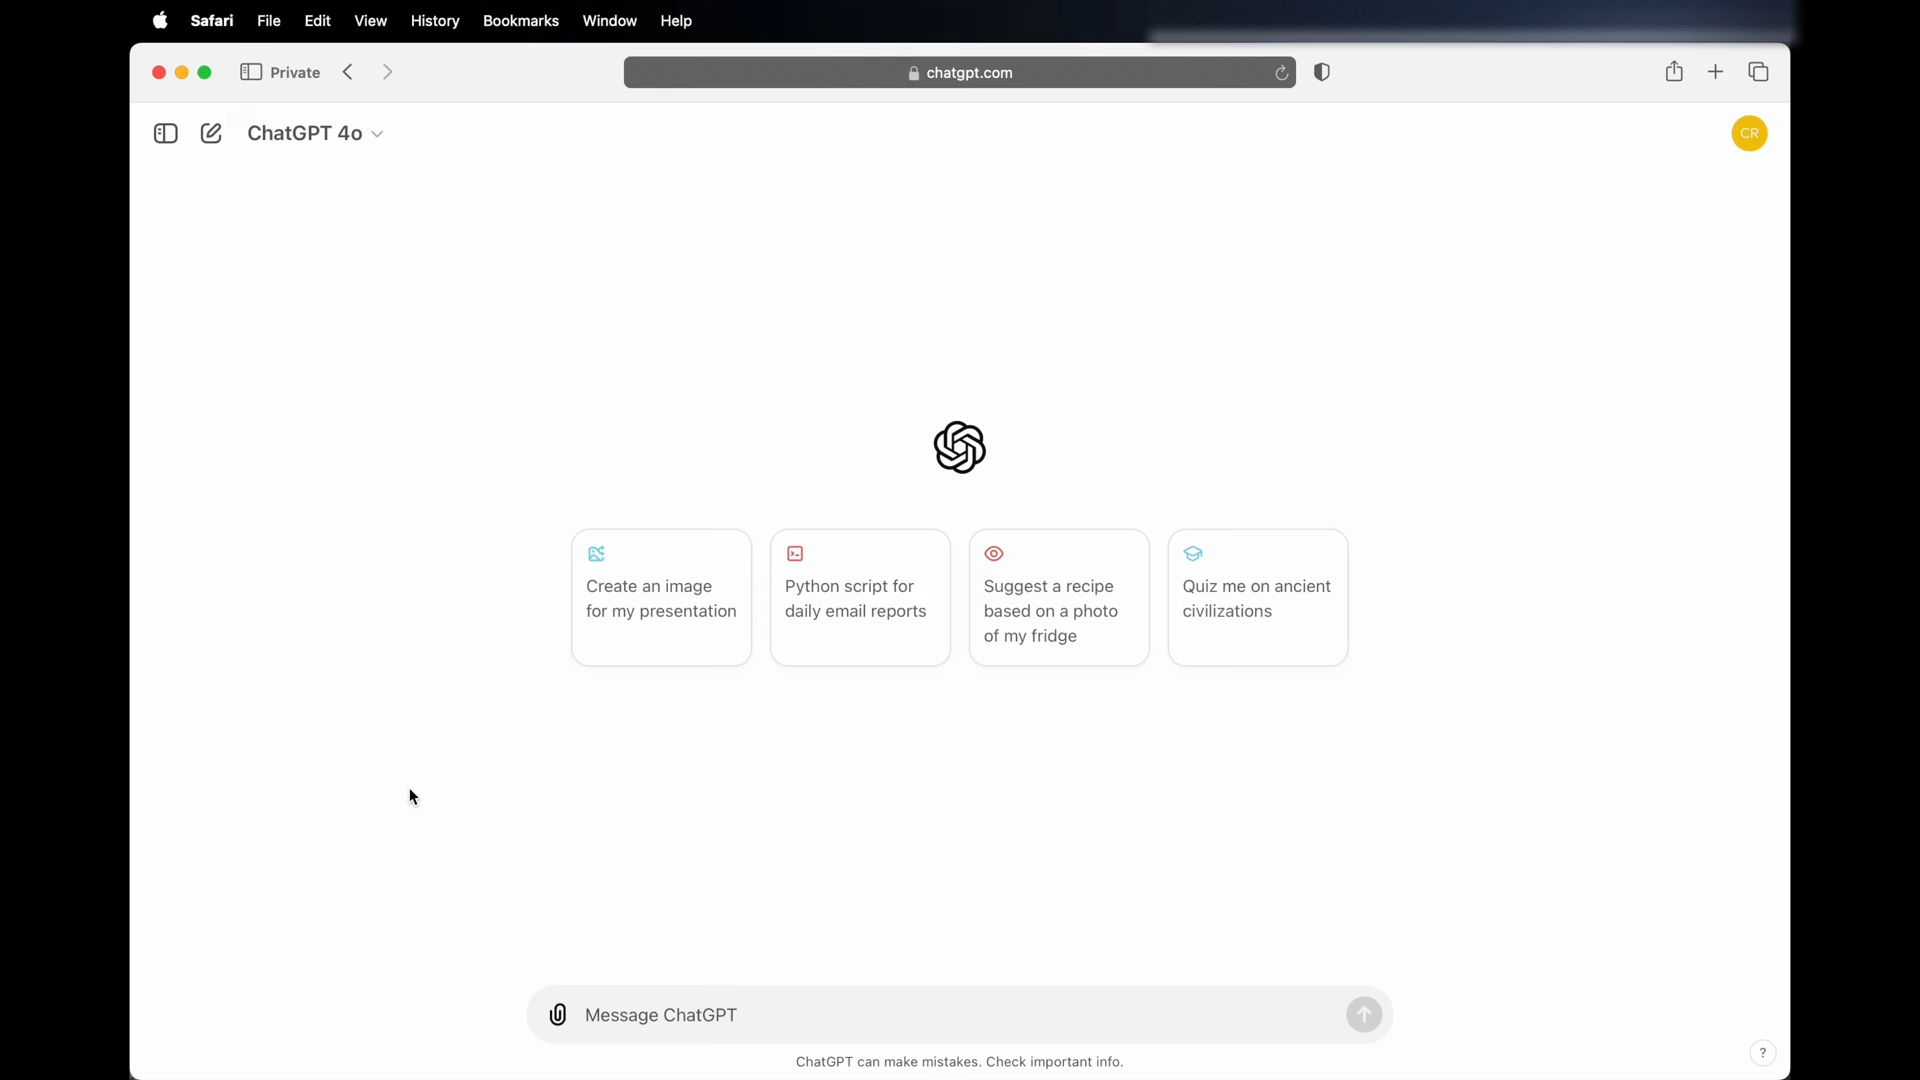 Safari File Edit View History Bookmarks Window Help
Private chatgpt.com
ChatGPT 4o CR
Create an image
for my presentation
Python script for
daily email reports
Suggest a recipe
based on a photo
of my fridge
Quiz me on ancient
civilizations
Message ChatGPT
ChatGPT can make mistakes. Check important info.
?